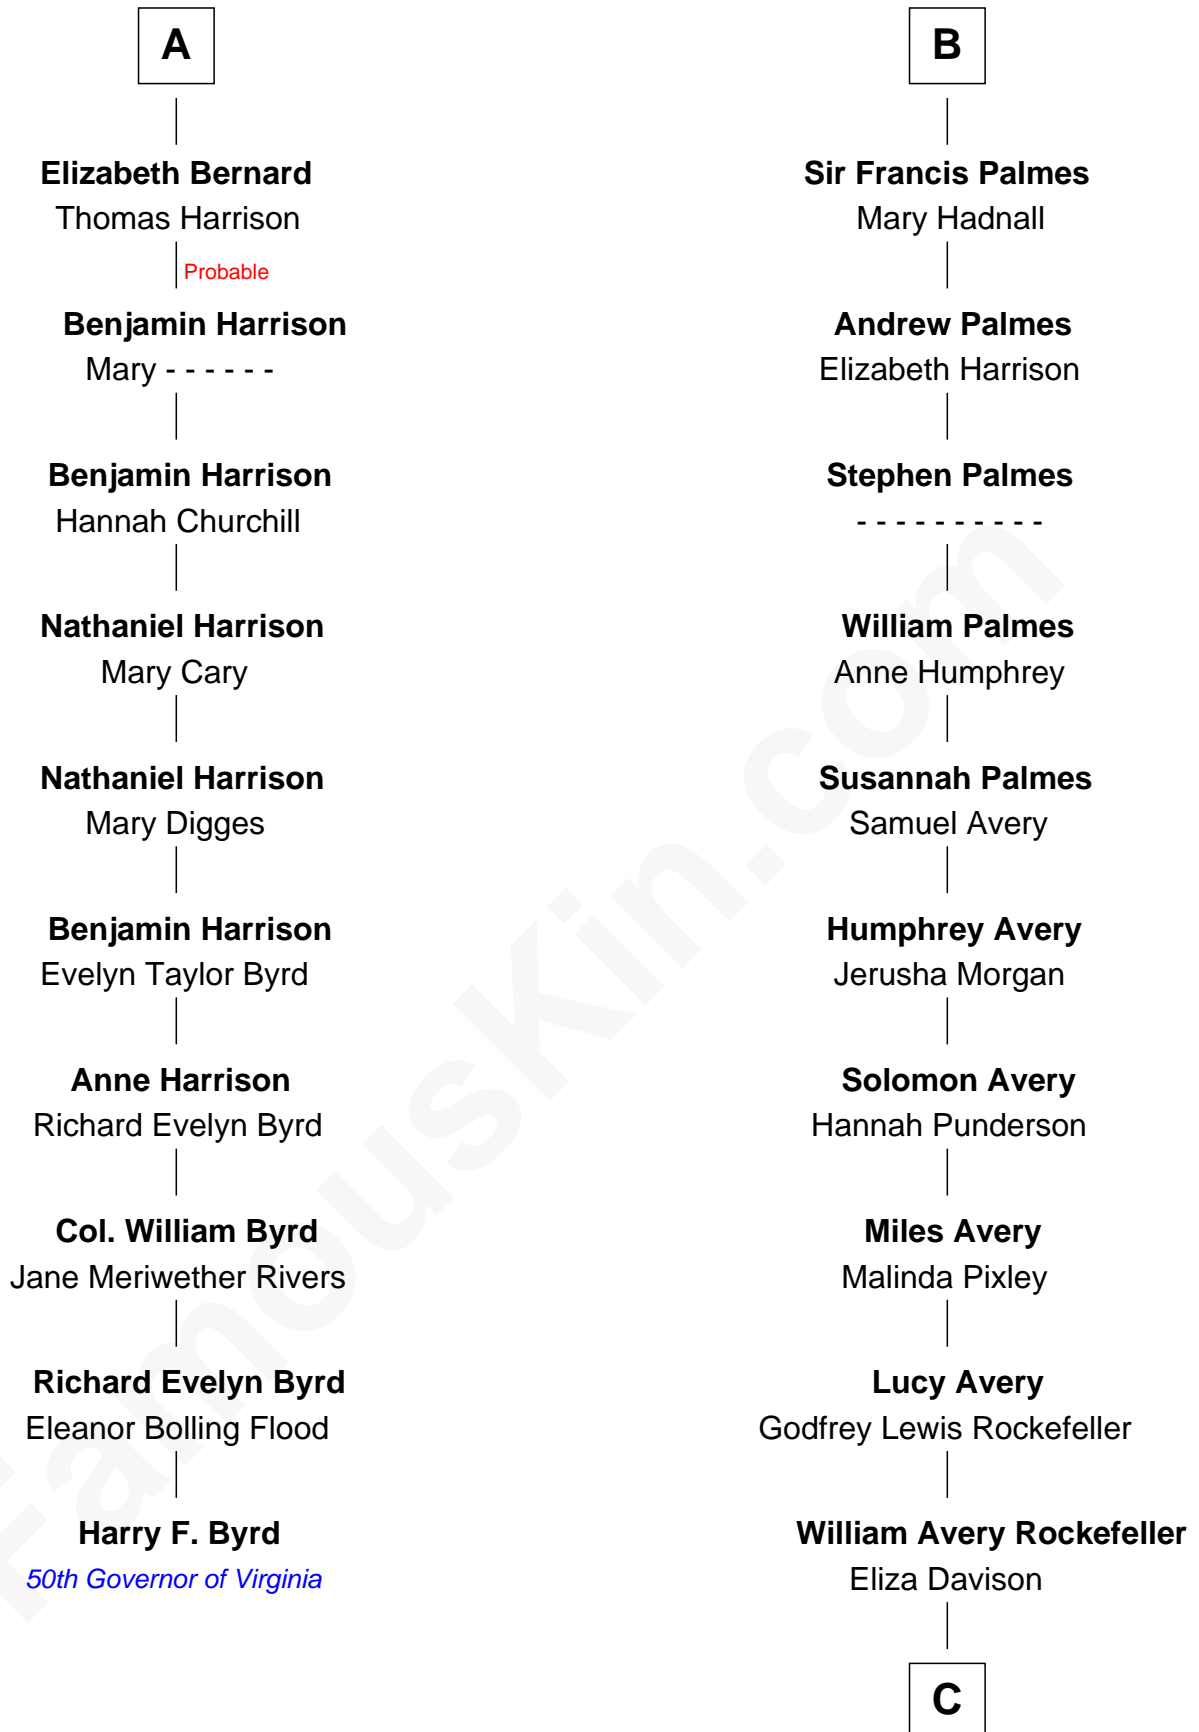 A
Elizabeth Bernard
Thomas Harrison
Probable
Benjamin Harrison
Mary - - - - - -
Benjamin Harrison
Hannah Churchill
Nathaniel Harrison
Mary Cary
Nathaniel Harrison
Mary Digges
Benjamin Harrison
Evelyn Taylor Byrd
Anne Harrison
Richard Evelyn Byrd
Col. William Byrd
Jane Meriwether Rivers
Richard Evelyn Byrd
Eleanor Bolling Flood
Harry F. Byrd
50th Governor of Virginia
B
Sir Francis Palmes
Mary Hadnall
Andrew Palmes
Elizabeth Harrison
Stephen Palmes
- - - - - - - - - -
William Palmes
Anne Humphrey
Susannah Palmes
Samuel Avery
Humphrey Avery
Jerusha Morgan
Solomon Avery
Hannah Punderson
Miles Avery
Malinda Pixley
Lucy Avery
Godfrey Lewis Rockefeller
William Avery Rockefeller
Eliza Davison
C
FamousKin.com